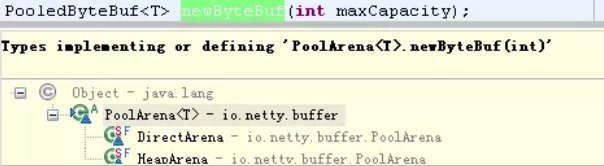 PooledByteBuf<T> newByteBuf(int maxCapacity);
Types implementing or defining 'PoolArena<T>.newByteBuf(int)'
Object - java.lang
PoolArena<T> - io.netty.buffer
DirectArena - io.netty.buffer.PoolArena
HeapArena - io.netty.buffer.PoolArena